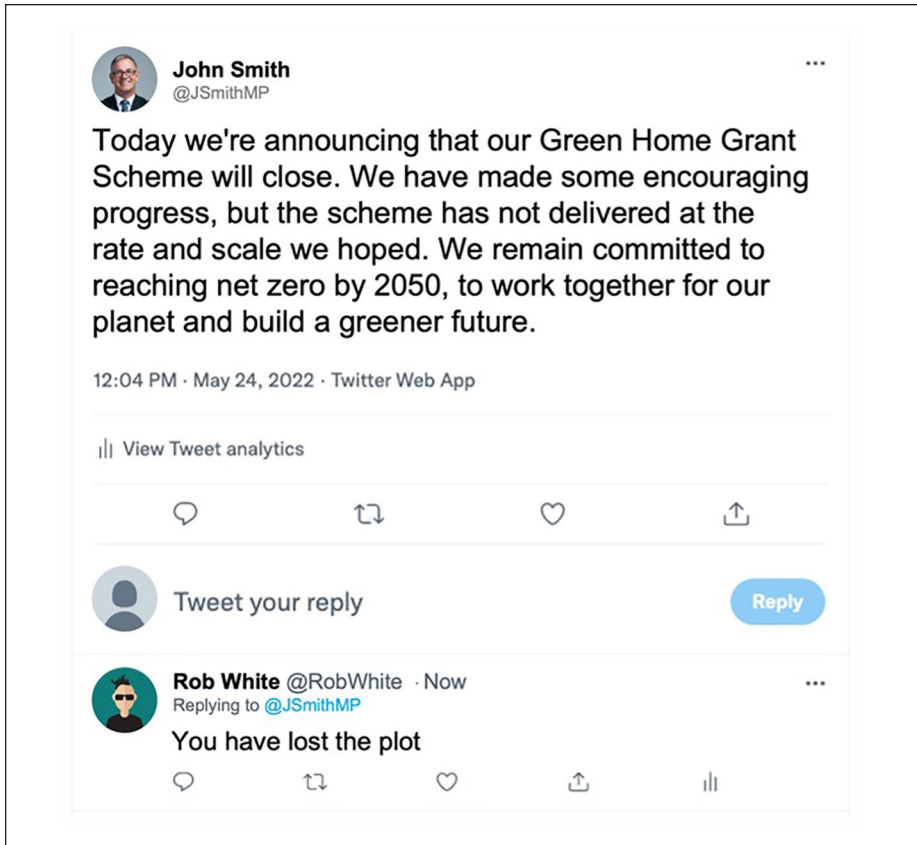 John Smith
@JSmithMP
Today we're announcing that our Green Home Grant
Scheme will close. We have made some encouraging
progress, but the scheme has not delivered at the
rate and scale we hoped. We remain committed to
reaching net zero by 2050, to work together for our
planet and build a greener future.
12:04 PM · May 24, 2022 · Twitter Web App
View Tweet analytics
Tweet your reply
Reply
Rob White @RobWhite · Now
Replying to @JSmithMP
You have lost the plot